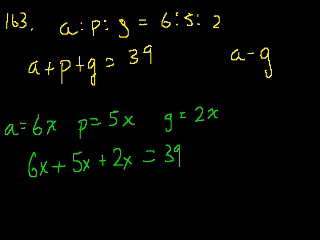 163. a : p : g = 6 : 5 : 2
a + p + g = 39 a - g
a = 6x p = 5x g = 2x
6x + 5x + 2x = 39